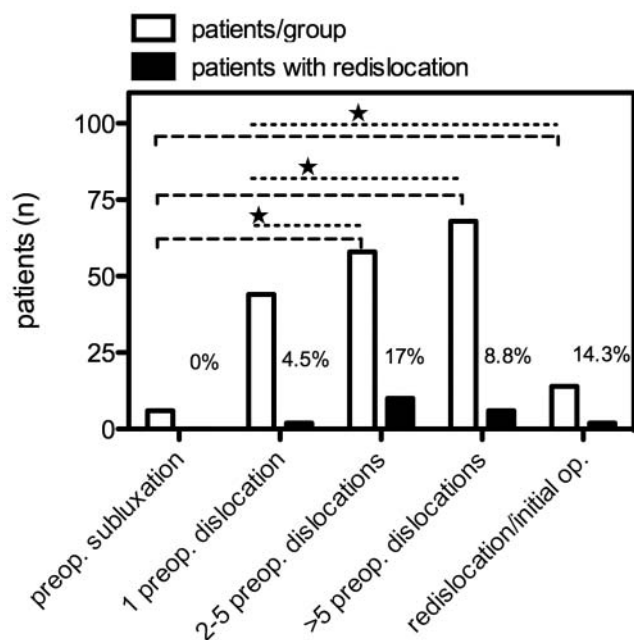 patients/group
patients with redislocation
patients (n)
100
75
50
25
0
0%
4.5%
17%
8.8%
14.3%
preop. subluxation
1 preop. dislocation
2-5 preop. dislocations
>5 preop. dislocations
redislocation/initial op.